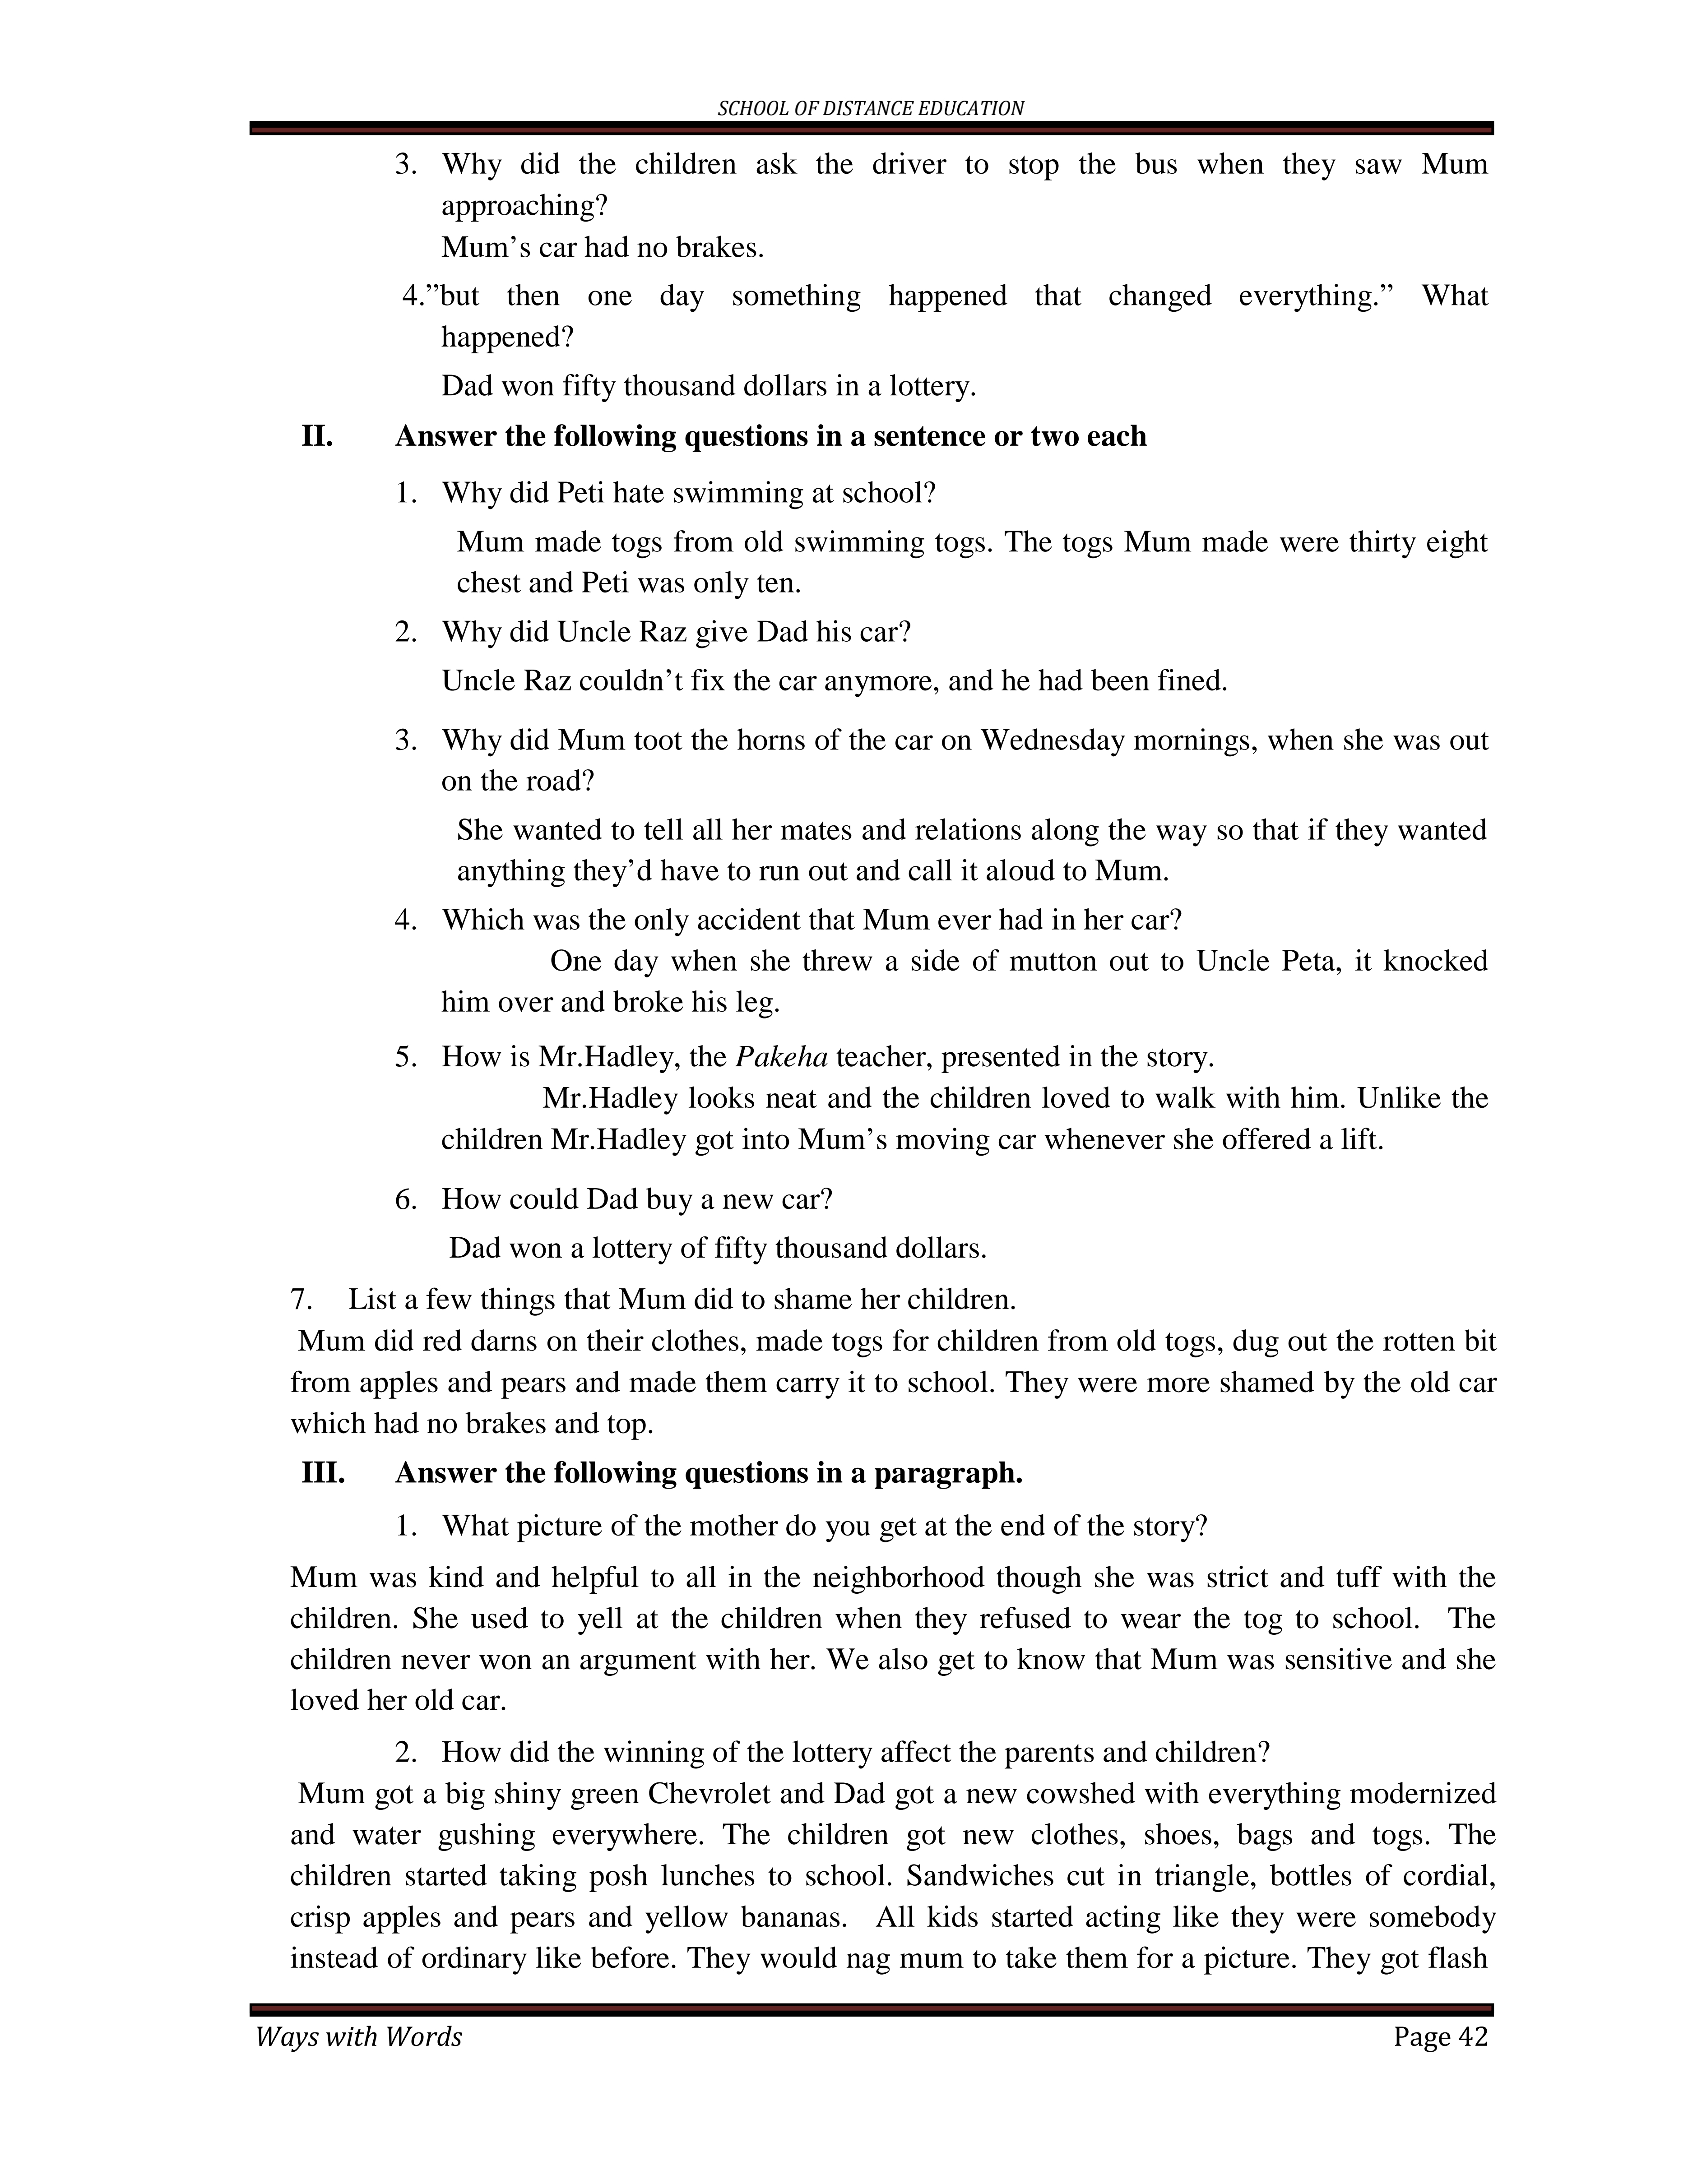 SCHOOL OF DISTANCE EDUCATION
3. Why did the children ask the driver to stop the bus when they saw Mum
approaching?
Mum’s car had no brakes.
4.”but then one day something happened that changed everything.” What
happened?
Dad won fifty thousand dollars in a lottery.
II. Answer the following questions in a sentence or two each
1. Why did Peti hate swimming at school?
Mum made togs from old swimming togs. The togs Mum made were thirty eight
chest and Peti was only ten.
2. Why did Uncle Raz give Dad his car?
Uncle Raz couldn’t fix the car anymore, and he had been fined.
3. Why did Mum toot the horns of the car on Wednesday mornings, when she was out
on the road?
She wanted to tell all her mates and relations along the way so that if they wanted
anything they’d have to run out and call it aloud to Mum.
4. Which was the only accident that Mum ever had in her car?
One day when she threw a side of mutton out to Uncle Peta, it knocked
him over and broke his leg.
5. How is Mr.Hadley, the Pakeha teacher, presented in the story.
Mr.Hadley looks neat and the children loved to walk with him. Unlike the
children Mr.Hadley got into Mum’s moving car whenever she offered a lift.
6. How could Dad buy a new car?
Dad won a lottery of fifty thousand dollars.
7. List a few things that Mum did to shame her children.
Mum did red darns on their clothes, made togs for children from old togs, dug out the rotten bit
from apples and pears and made them carry it to school. They were more shamed by the old car
which had no brakes and top.
III. Answer the following questions in a paragraph.
1. What picture of the mother do you get at the end of the story?
Mum was kind and helpful to all in the neighborhood though she was strict and tuff with the
children. She used to yell at the children when they refused to wear the tog to school. The
children never won an argument with her. We also get to know that Mum was sensitive and she
loved her old car.
2. How did the winning of the lottery affect the parents and children?
Mum got a big shiny green Chevrolet and Dad got a new cowshed with everything modernized
and water gushing everywhere. The children got new clothes, shoes, bags and togs. The
children started taking posh lunches to school. Sandwiches cut in triangle, bottles of cordial,
crisp apples and pears and yellow bananas. All kids started acting like they were somebody
instead of ordinary like before. They would nag mum to take them for a picture. They got flash
Ways with Words Page 42